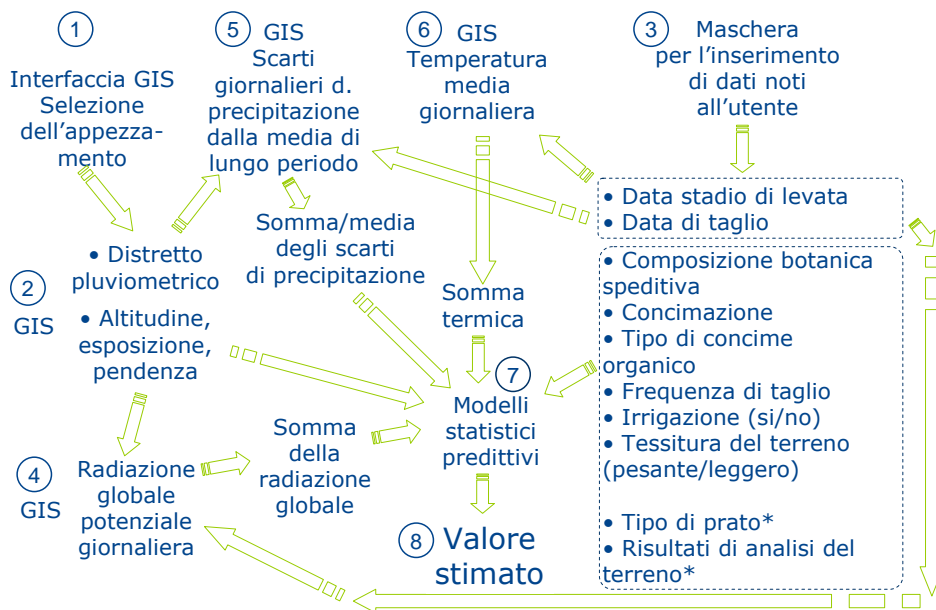 1
Interfaccia GIS
Selezione
dell'appezza-
mento
5
GIS
Scarti
giornalieri d.
precipitazione
dalla media di
lungo periodo
6
GIS
Temperatura
media
giornaliera
3
Maschera
per l'inserimento
di dati noti
all'utente
• Data stadio di levata
• Data di taglio
Somma/media
degli scarti
di precipitazione
2
GIS
• Distretto
pluviometrico
• Altitudine,
esposizione,
pendenza
Somma
termica
• Composizione botanica
speditiva
• Concimazione
• Tipo di concime
organico
• Frequenza di taglio
• Irrigazione (si/no)
• Tessitura del terreno
(pesante/leggero)
• Tipo di prato*
• Risultati di analisi del
terreno*
7
Modelli
statistici
predittivi
4
GIS
Radiazione
globale
potenziale
giornaliera
Somma
della
radiazione
globale
8
Valore
stimato